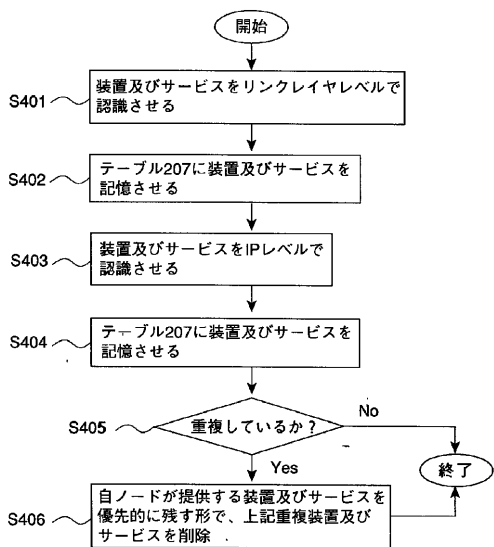 開始
S401
装置及びサービスをリンクレイヤレベルで
認識させる
S402
テーブル207に装置及びサービスを
記憶させる
S403
装置及びサービスをIPレベルで
認識させる
S404
テーブル207に装置及びサービスを
記憶させる
S405
重複しているか?
No
Yes
終了
S406
自ノードが提供する装置及びサービスを
優先的に残す形で、上記重複装置及び
サービスを削除